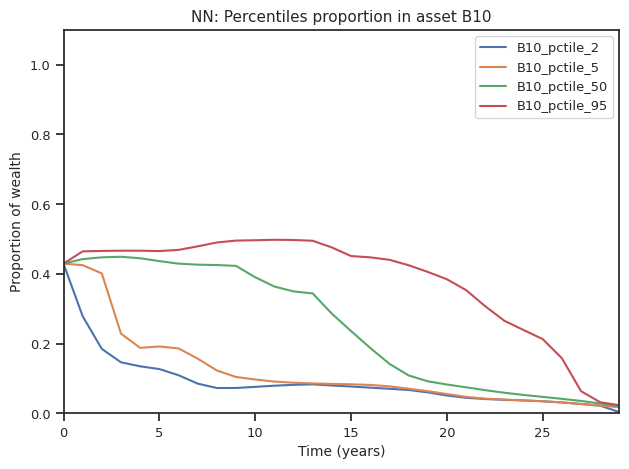 NN: Percentiles proportion in asset B10
B10_pctile_2
B10_pctile_5
B10_pctile_50
B10_pctile_95
Proportion of wealth
1.0
0.8
0.6
0.4
0.2
0.0
0 5 10 15 20 25
Time (years)